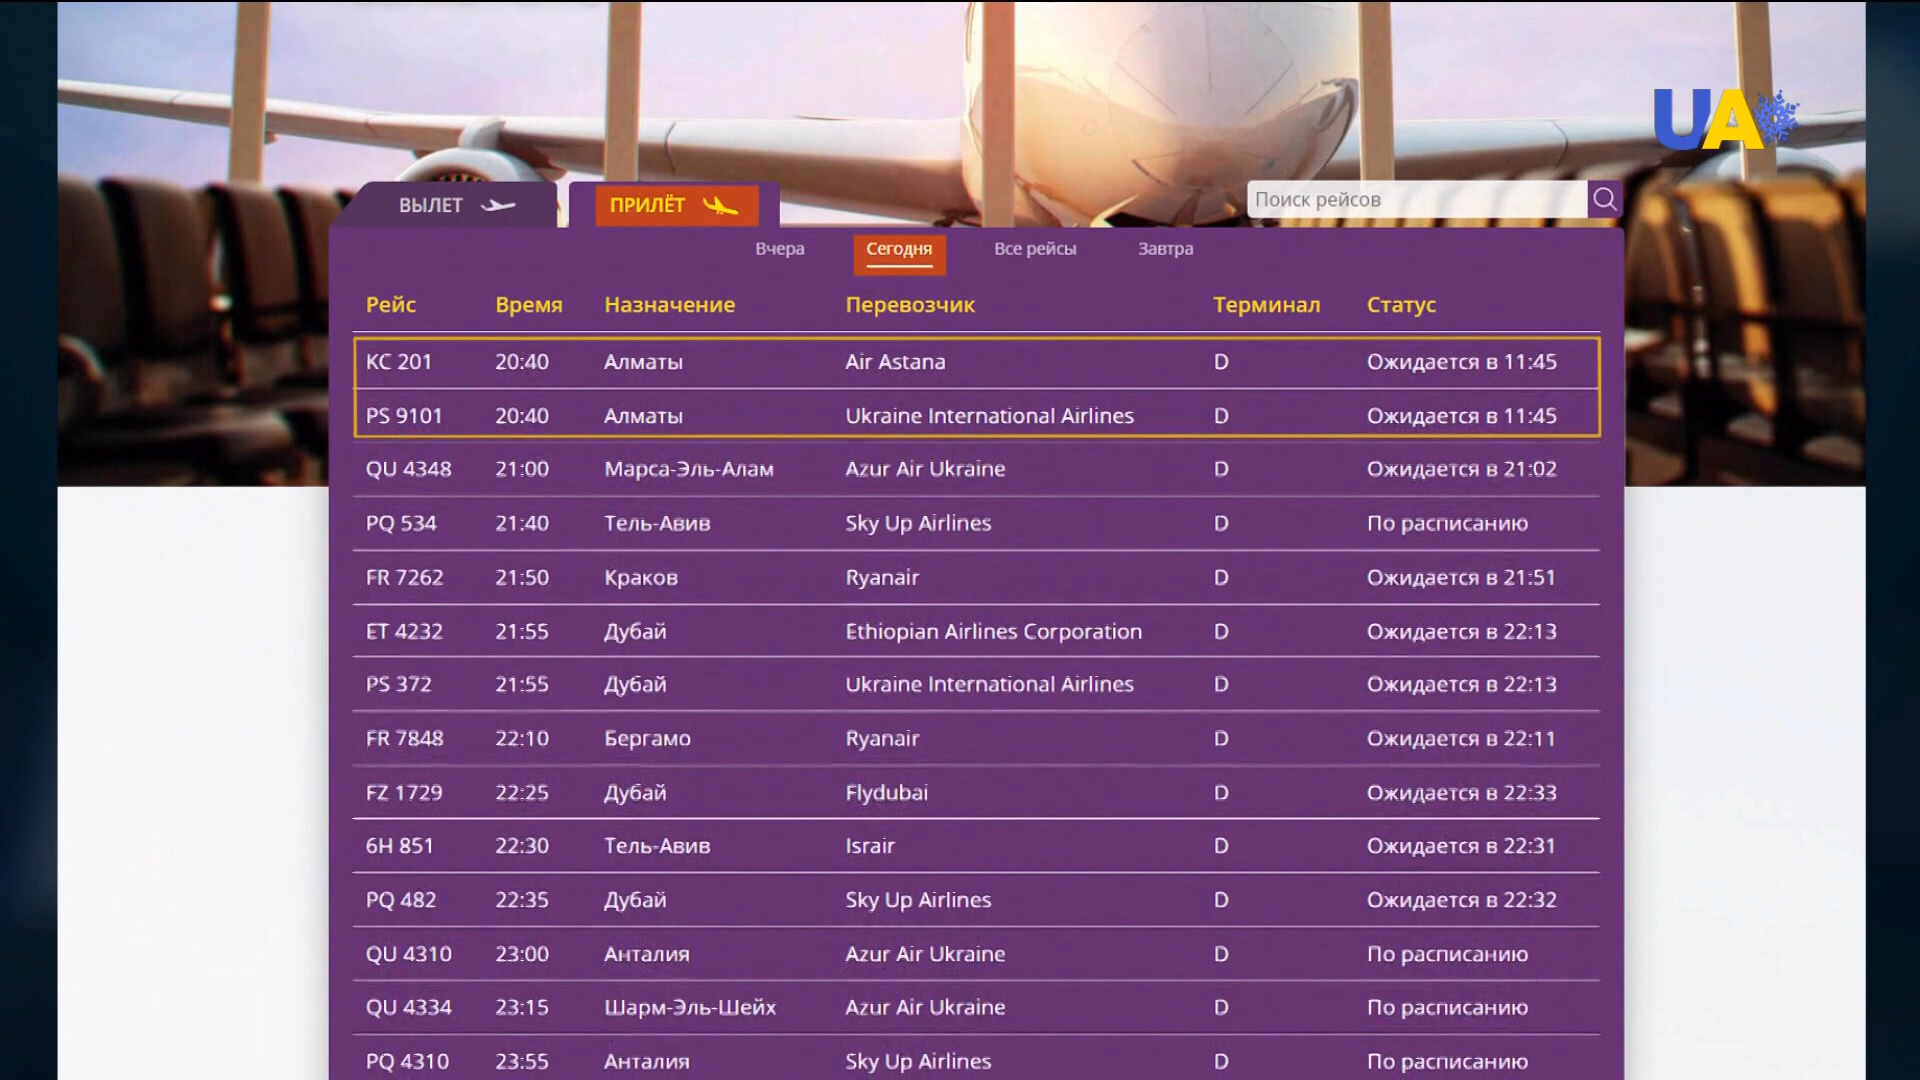 UA
ВЫЛЕТ ПРИЛЁТ Поиск рейсов
Вчера Сегодня Все рейсы Завтра
Рейс Время Назначение Перевозчик Терминал Статус
KC 201 20:40 Алматы Air Astana D Ожидается в 11:45
PS 9101 20:40 Алматы Ukraine International Airlines D Ожидается в 11:45
QU 4348 21:00 Марса-Эль-Алам Azur Air Ukraine D Ожидается в 21:02
PQ 534 21:40 Тель-Авив Sky Up Airlines D По расписанию
FR 7262 21:50 Краков Ryanair D Ожидается в 21:51
ET 4232 21:55 Дубай Ethiopian Airlines Corporation D Ожидается в 22:13
PS 372 21:55 Дубай Ukraine International Airlines D Ожидается в 22:13
FR 7848 22:10 Бергамо Ryanair D Ожидается в 22:11
FZ 1729 22:25 Дубай Flydubai D Ожидается в 22:33
6H 851 22:30 Тель-Авив Israir D Ожидается в 22:31
PQ 482 22:35 Дубай Sky Up Airlines D Ожидается в 22:32
QU 4310 23:00 Анталия Azur Air Ukraine D По расписанию
QU 4334 23:15 Шарм-Эль-Шейх Azur Air Ukraine D По расписанию
PQ 4310 23:55 Анталия Sky Up Airlines D По расписанию